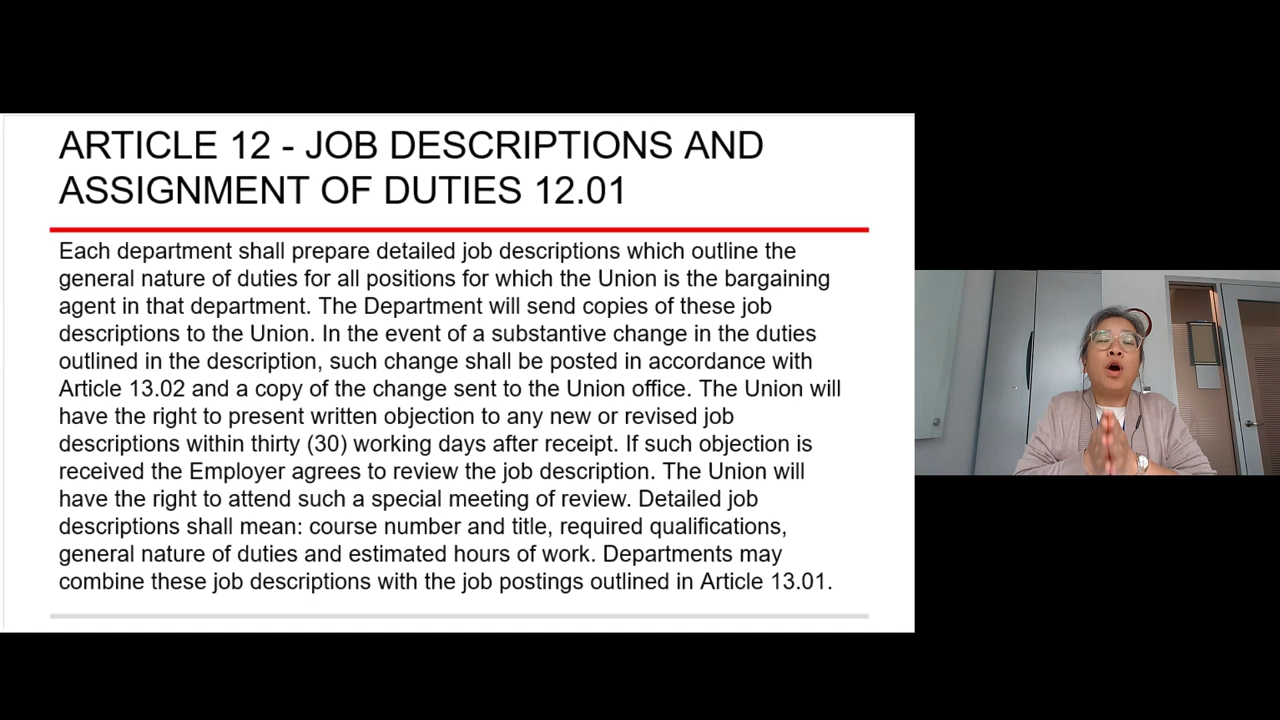 ARTICLE 12 - JOB DESCRIPTIONS AND
ASSIGNMENT OF DUTIES 12.01
Each department shall prepare detailed job descriptions which outline the
general nature of duties for all positions for which the Union is the bargaining
agent in that department. The Department will send copies of these job
descriptions to the Union. In the event of a substantive change in the duties
outlined in the description, such change shall be posted in accordance with
Article 13.02 and a copy of the change sent to the Union office. The Union will
have the right to present written objection to any new or revised job
descriptions within thirty (30) working days after receipt. If such objection is
received the Employer agrees to review the job description. The Union will
have the right to attend such a special meeting of review. Detailed job
descriptions shall mean: course number and title, required qualifications,
general nature of duties and estimated hours of work. Departments may
combine these job descriptions with the job postings outlined in Article 13.01.